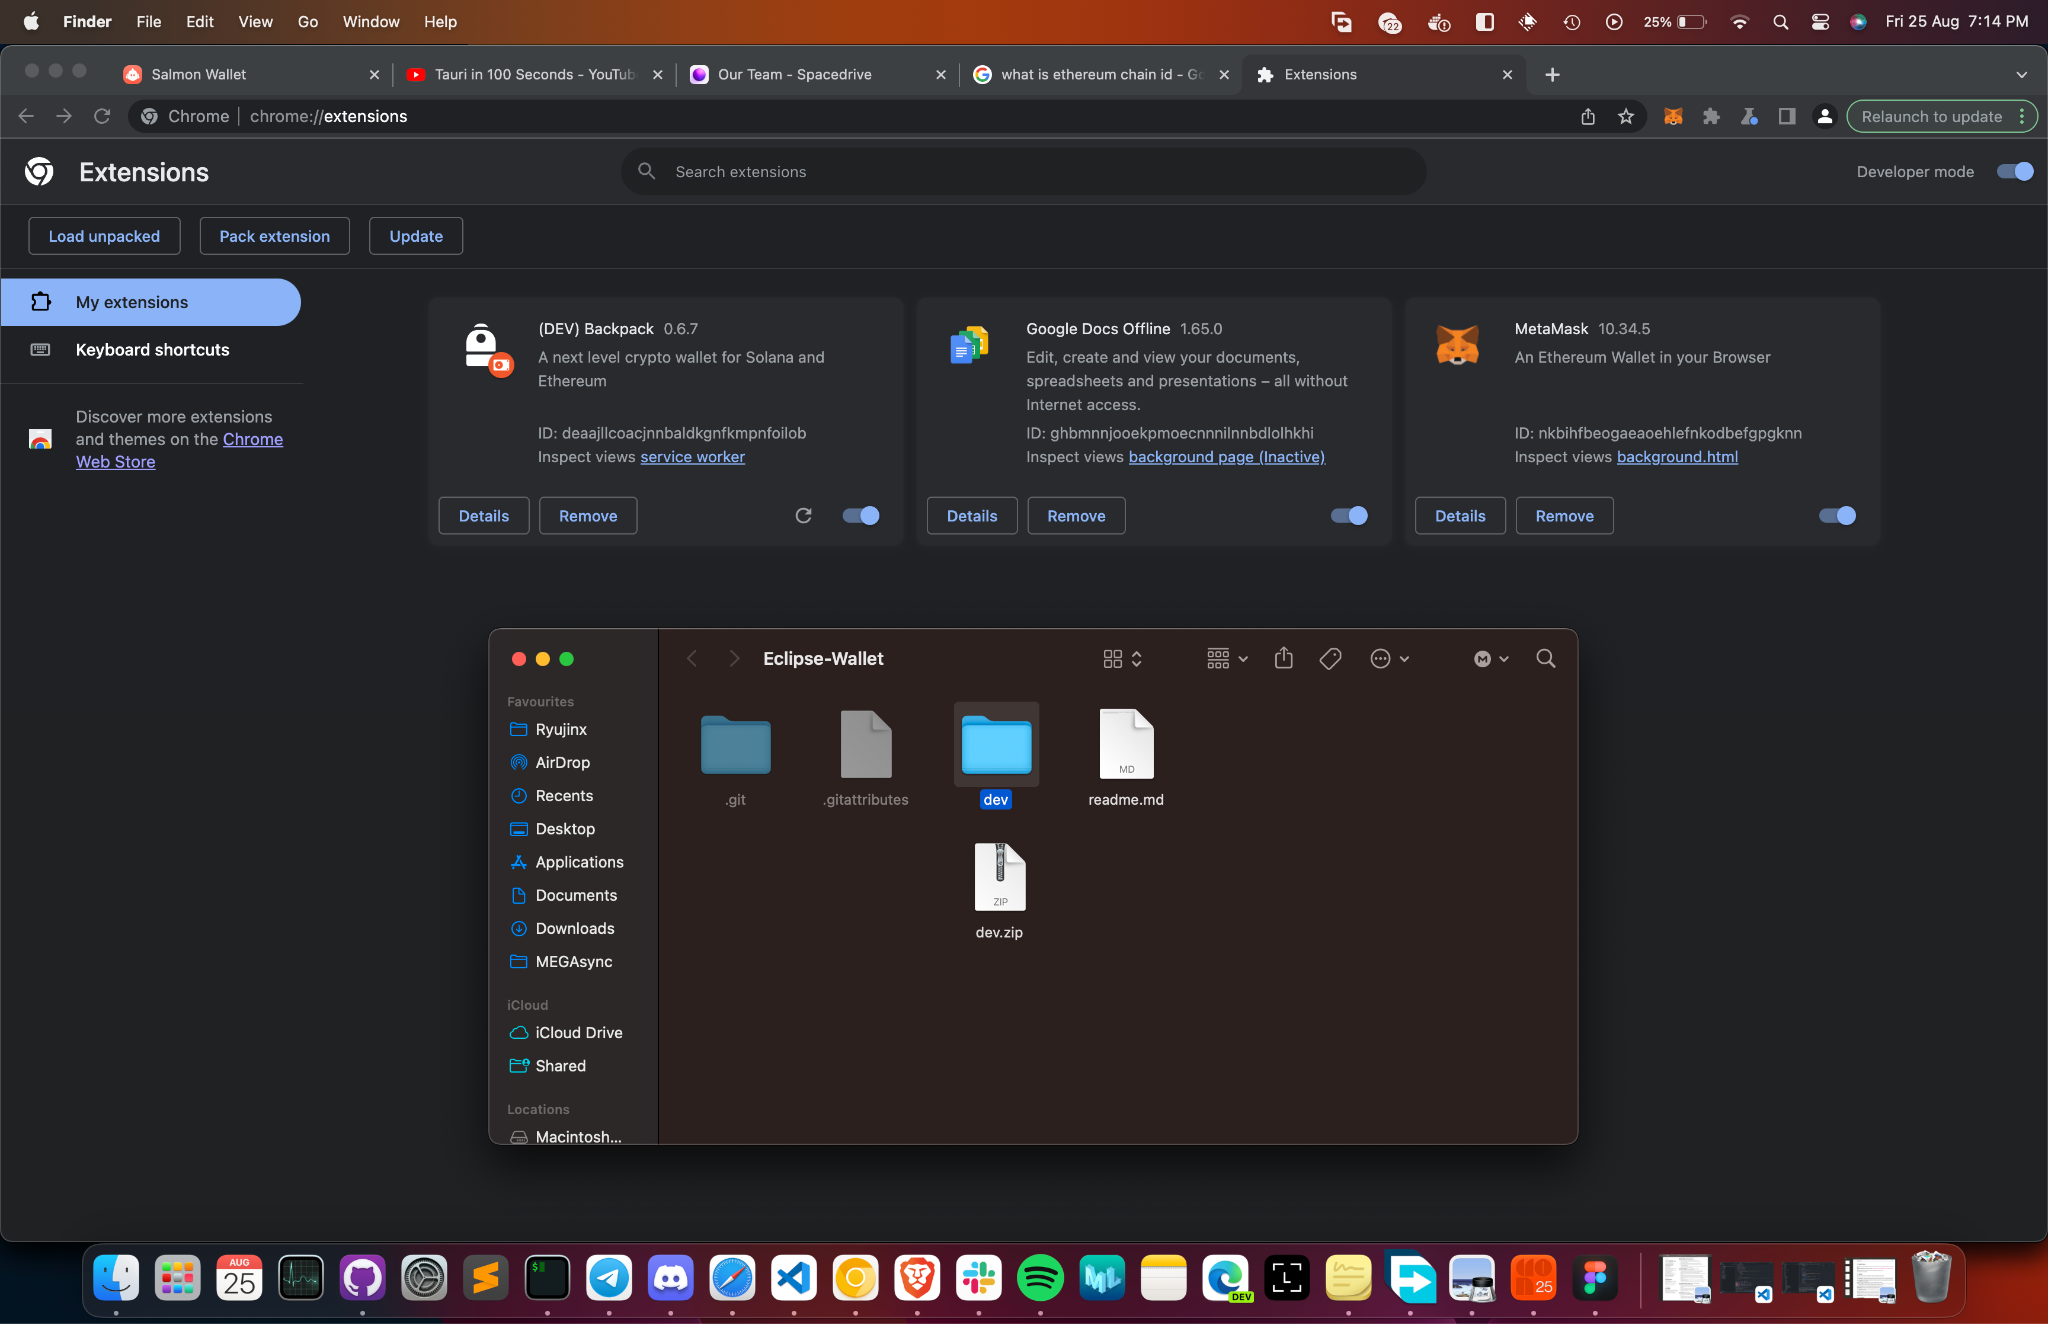 Finder File Edit View Go Window Help
22
25%
Fri 25 Aug 7:14 PM
Salmon Wallet
Tauri in 100 Seconds - YouTub
Our Team - Spacedrive
what is ethereum chain id - Go
Extensions
Chrome chrome://extensions
Relaunch to update
Extensions
Search extensions
Developer mode
Load unpacked
Pack extension
Update
My extensions
Keyboard shortcuts
Discover more extensions
and themes on the Chrome
Web Store
(DEV) Backpack 0.6.7
A next level crypto wallet for Solana and
Ethereum
ID: deaajllcoacjnnbaldkgnfkmpnfoilob
Inspect views service worker
Details
Remove
Google Docs Offline 1.65.0
Edit, create and view your documents,
spreadsheets and presentations – all without
Internet access.
ID: ghbmnnjooekpmoecnnnilnnbdlolhkhi
Inspect views background page (Inactive)
Details
Remove
MetaMask 10.34.5
An Ethereum Wallet in your Browser
ID: nkbihfbeogaeaoehlefnkodbefgpgknn
Inspect views background.html
Details
Remove
Eclipse-Wallet
M
Favourites
Ryujinx
AirDrop
Recents
Desktop
Applications
Documents
Downloads
MEGAsync
iCloud
iCloud Drive
Shared
Locations
Macintosh...
.git
.gitattributes
dev
MD
readme.md
ZIP
dev.zip
AUG
25
$
ML
DEV
L
25